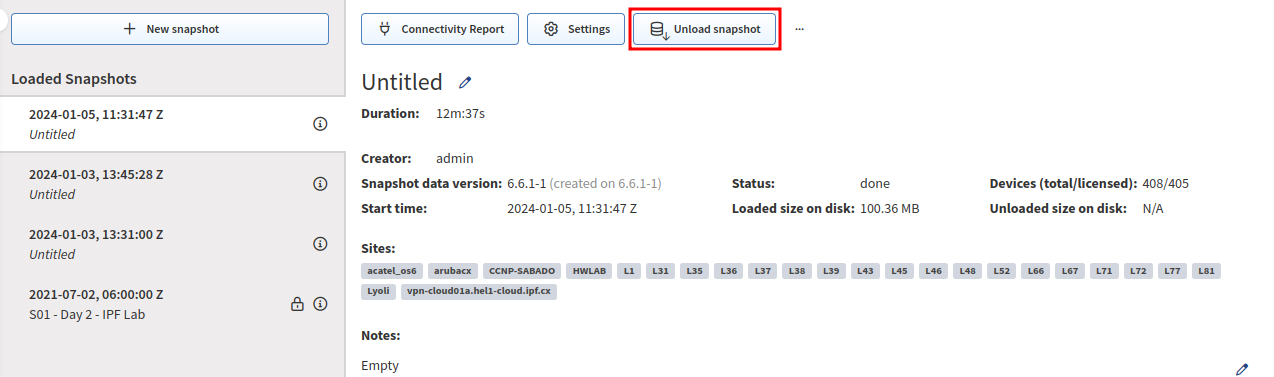 New snapshot
Connectivity Report
Settings
Unload snapshot
...
Loaded Snapshots
2024-01-05, 11:31:47 Z
Untitled
2024-01-03, 13:45:28 Z
Untitled
2024-01-03, 13:31:00 Z
Untitled
2021-07-02, 06:00:00 Z
S01 - Day 2 - IPF Lab
Untitled
Duration: 12m:37s
Creator: admin
Snapshot data version: 6.6.1-1 (created on 6.6.1-1) Status: done Devices (total/licensed): 408/405
Start time: 2024-01-05, 11:31:47 Z Loaded size on disk: 100.36 MB Unloaded size on disk: N/A
Sites:
acatel_os6 arubacx CCNP-SABADO HWLAB L1 L31 L35 L36 L37 L38 L39 L43 L45 L46 L48 L52 L66 L67 L71 L72 L77 L81
Lyoli vpn-cloud01a.hel1-cloud.ipf.cx
Notes:
Empty